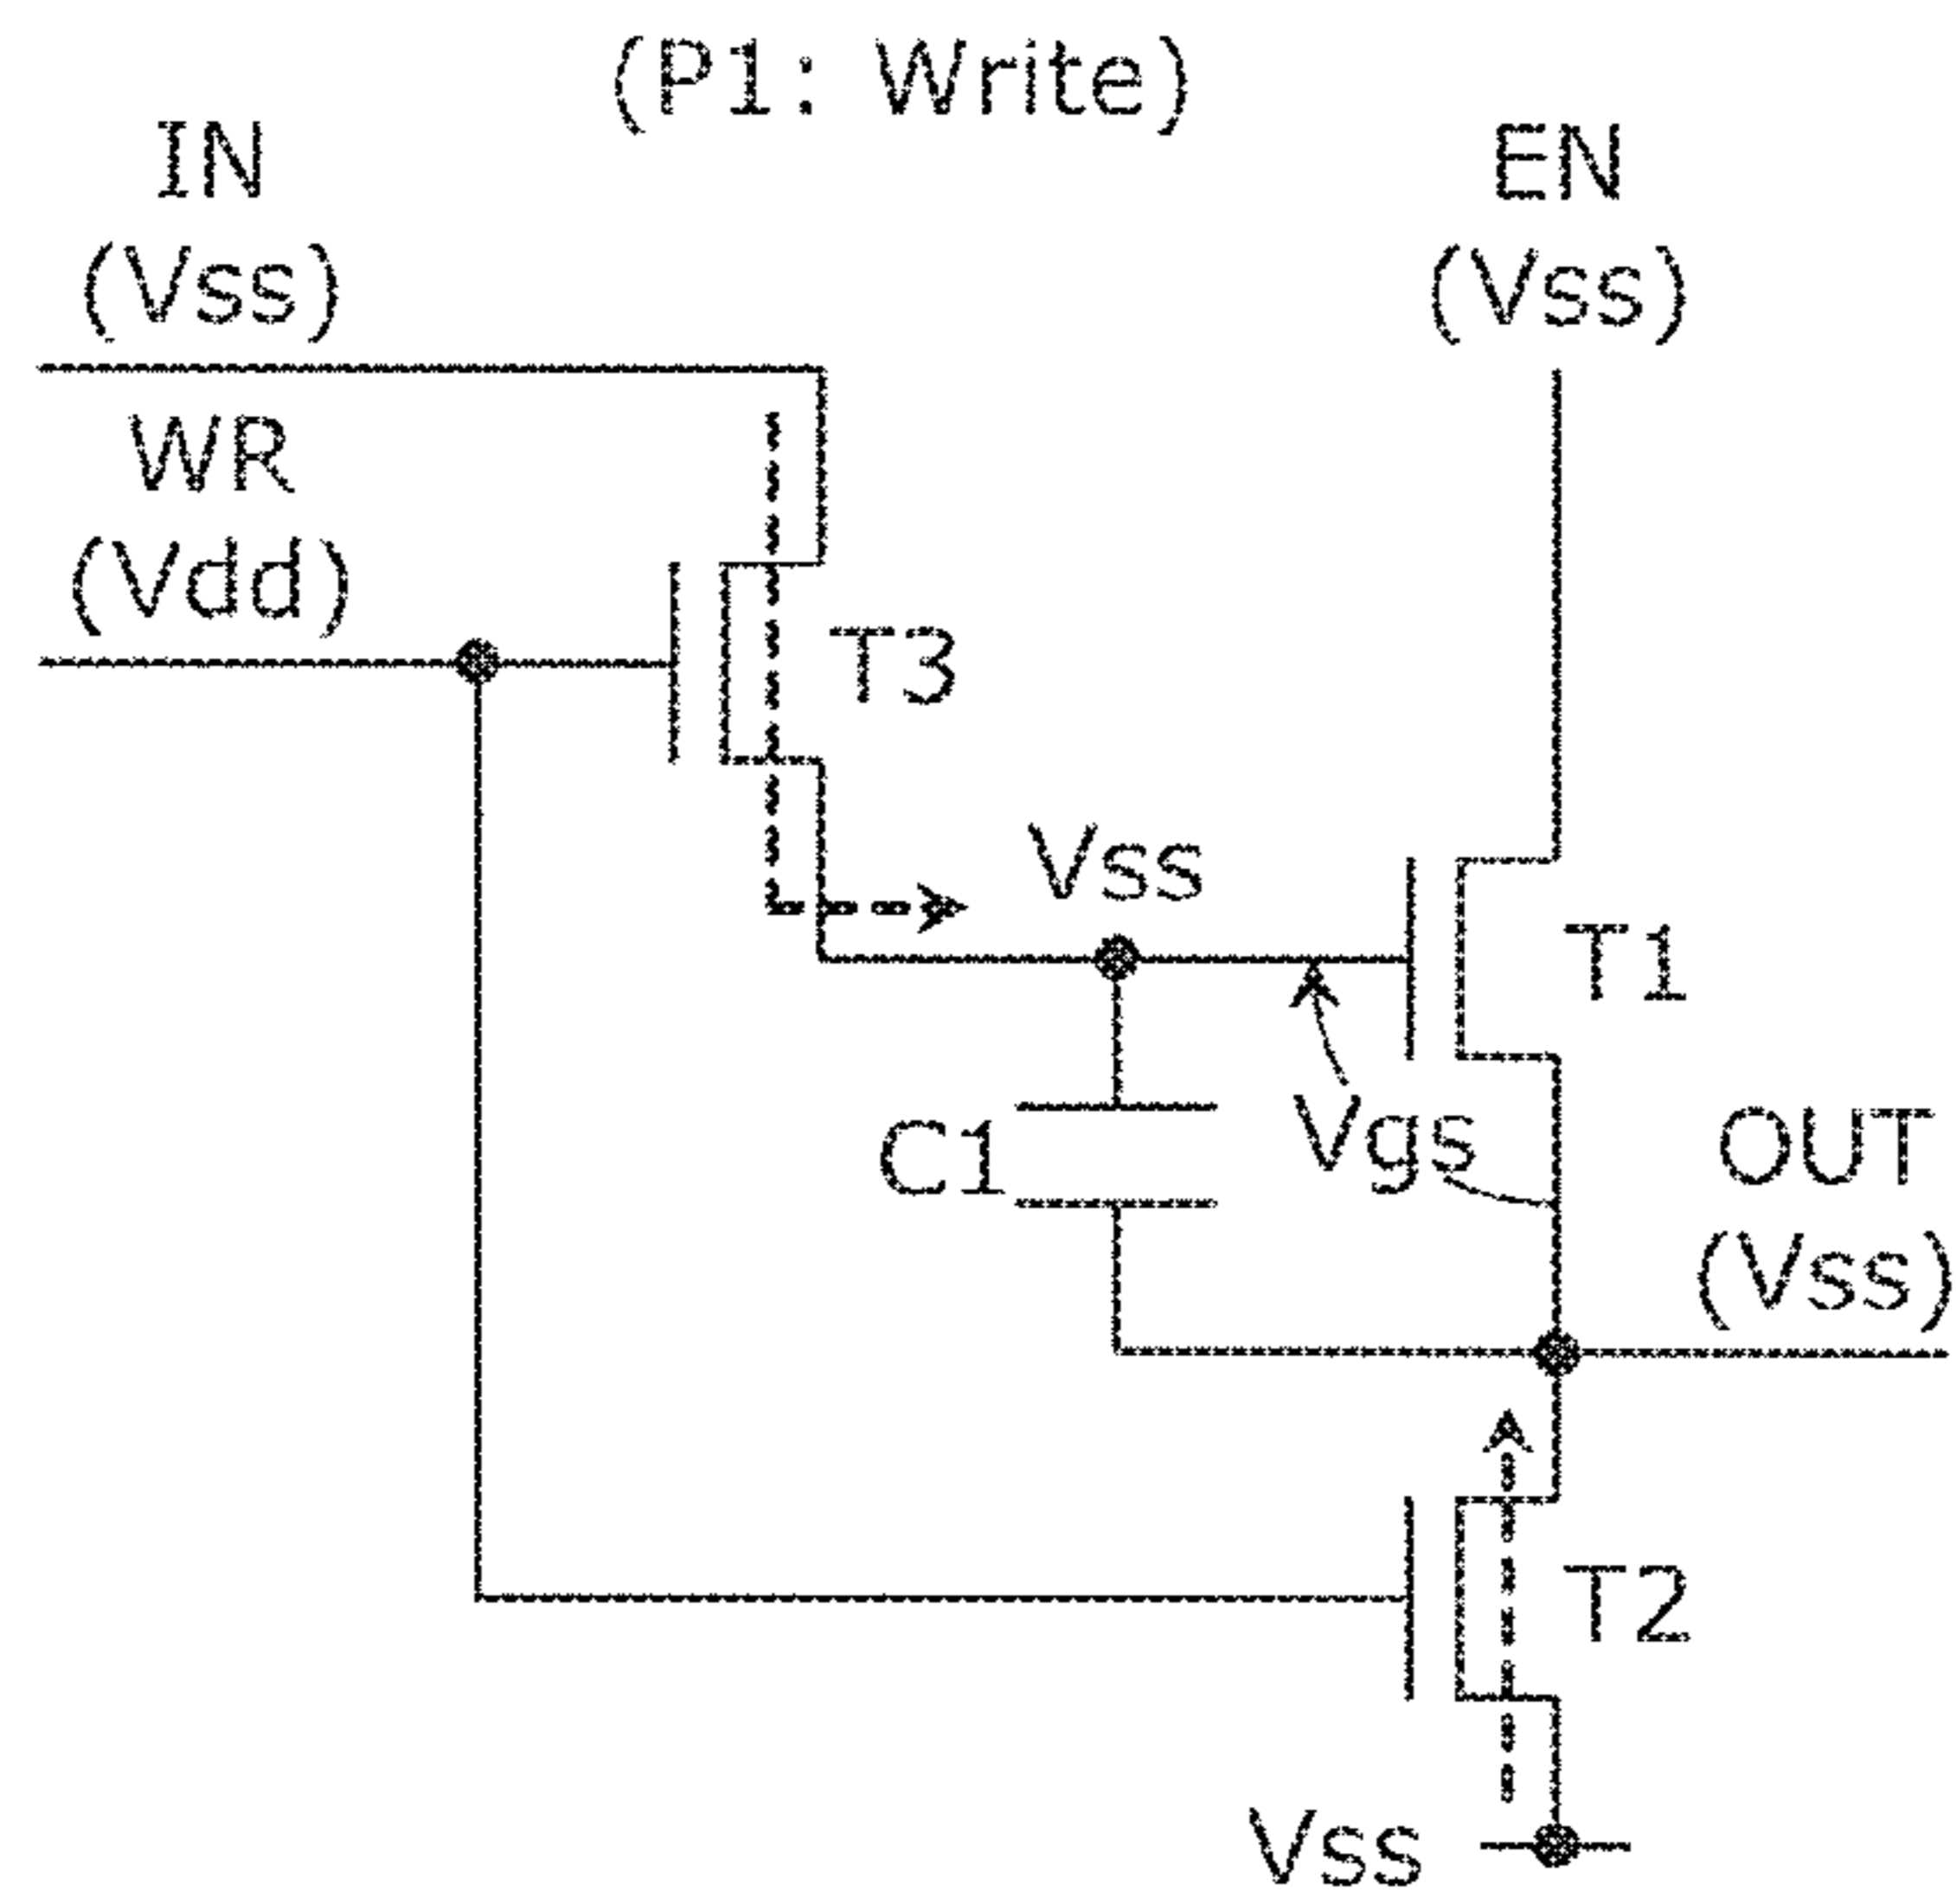 (P1: Write)
IN
(Vss)
EN
(Vss)
WR
(Vdd)
T3
Vss
T1
C1
Vgs
OUT
(Vss)
T2
Vss